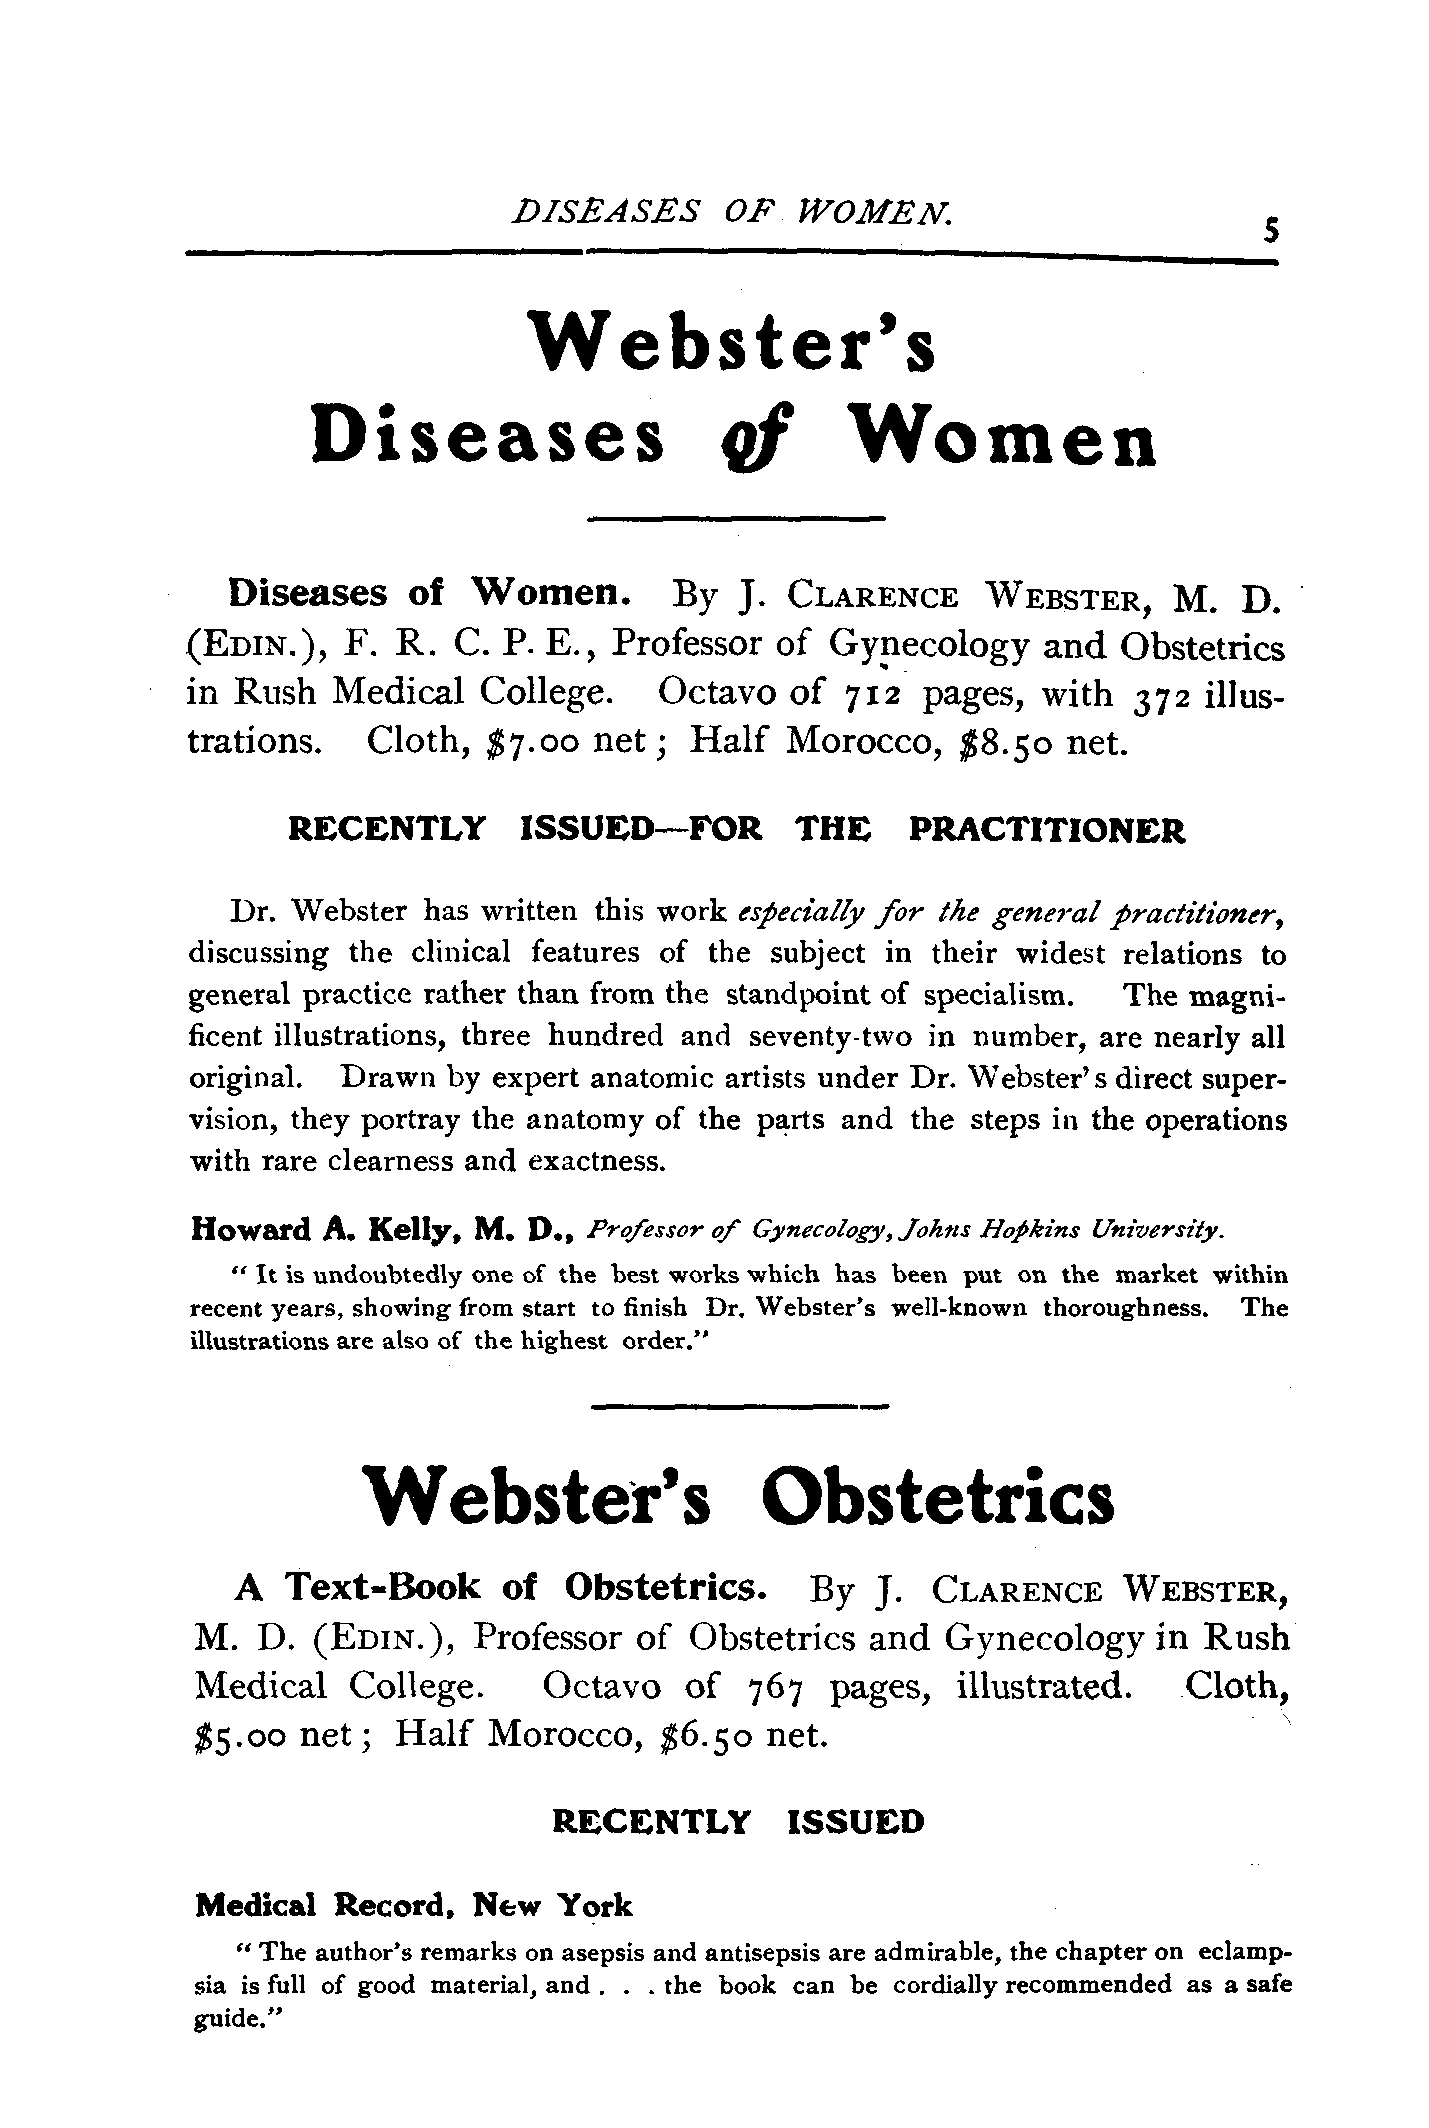 DISEASES OF WOMEN.
5
Webster's
Diseases of Women
Diseases of Women. By J. CLARENCE WEBSTER, M. D.
(EDIN.), F. R. C. P. E., Professor of Gynecology and Obstetrics
in Rush Medical College. Octavo of 712 pages, with 372 illus-
trations. Cloth, $7.00 net; Half Morocco, $8.50 net.
RECENTLY ISSUED—FOR THE PRACTITIONER
Dr. Webster has written this work especially for the general practitioner,
discussing the clinical features of the subject in their widest relations to
general practice rather than from the standpoint of specialism. The magni-
ficent illustrations, three hundred and seventy-two in number, are nearly all
original. Drawn by expert anatomic artists under Dr. Webster's direct super-
vision, they portray the anatomy of the parts and the steps in the operations
with rare clearness and exactness.
Howard A. Kelly, M. D., Professor of Gynecology, Johns Hopkins University.
"It is undoubtedly one of the best works which has been put on the market within
recent years, showing from start to finish Dr. Webster's well-known thoroughness. The
illustrations are also of the highest order."
Webster's Obstetrics
A Text-Book of Obstetrics. By J. CLARENCE WEBSTER,
M. D. (EDIN.), Professor of Obstetrics and Gynecology in Rush
Medical College. Octavo of 767 pages, illustrated. Cloth,
$5.00 net; Half Morocco, $6.50 net.
RECENTLY ISSUED
Medical Record, New York
"The author's remarks on asepsis and antisepsis are admirable, the chapter on eclamp-
sia is full of good material, and . . . the book can be cordially recommended as a safe
guide."